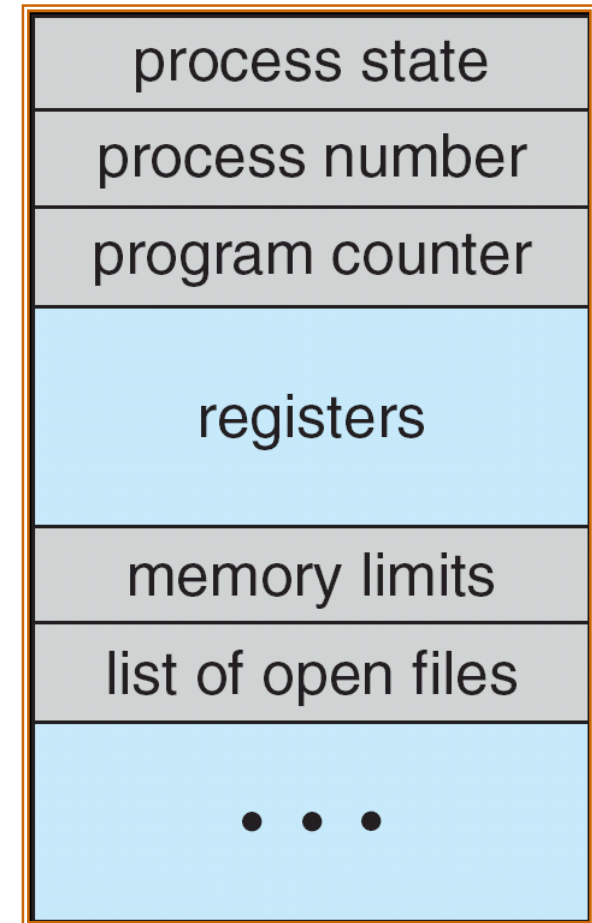 process state
process number
program counter
registers
memory limits
list of open files
• • •